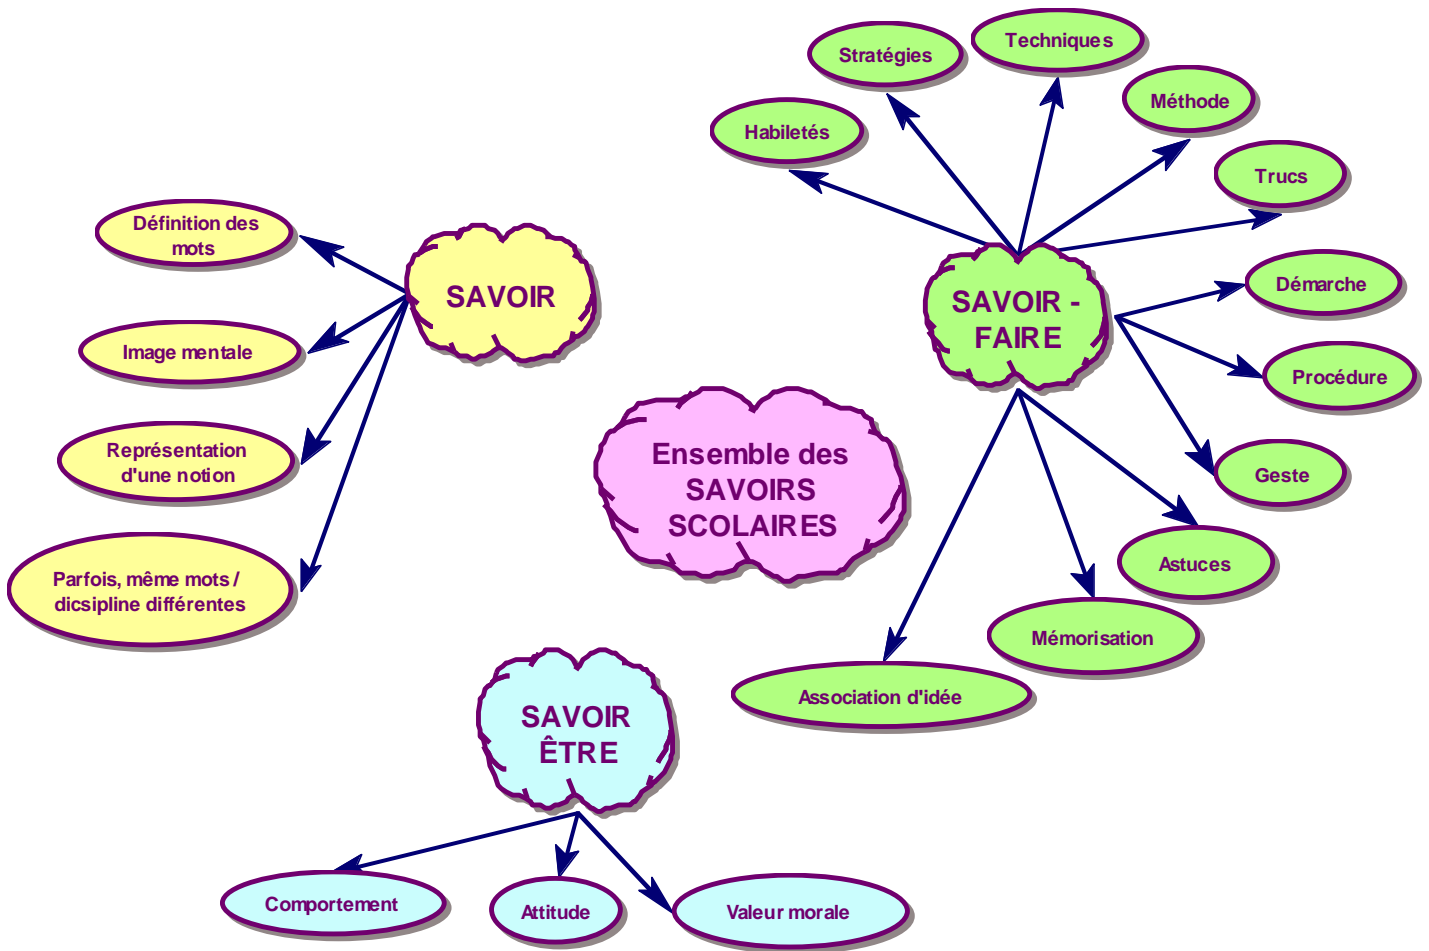 Techniques
Stratégies
Méthode
Habiletés
Trucs
Définition des
mots
SAVOIR
SAVOIR -
FAIRE
Démarche
Image mentale
Procédure
Ensemble des
SAVOIRS
SCOLAIRES
Représentation
d'une notion
Geste
Astuces
Parfois, même mots /
dicsipline différentes
Mémorisation
Association d'idée
SAVOIR
ÊTRE
Comportement
Attitude
Valeur morale